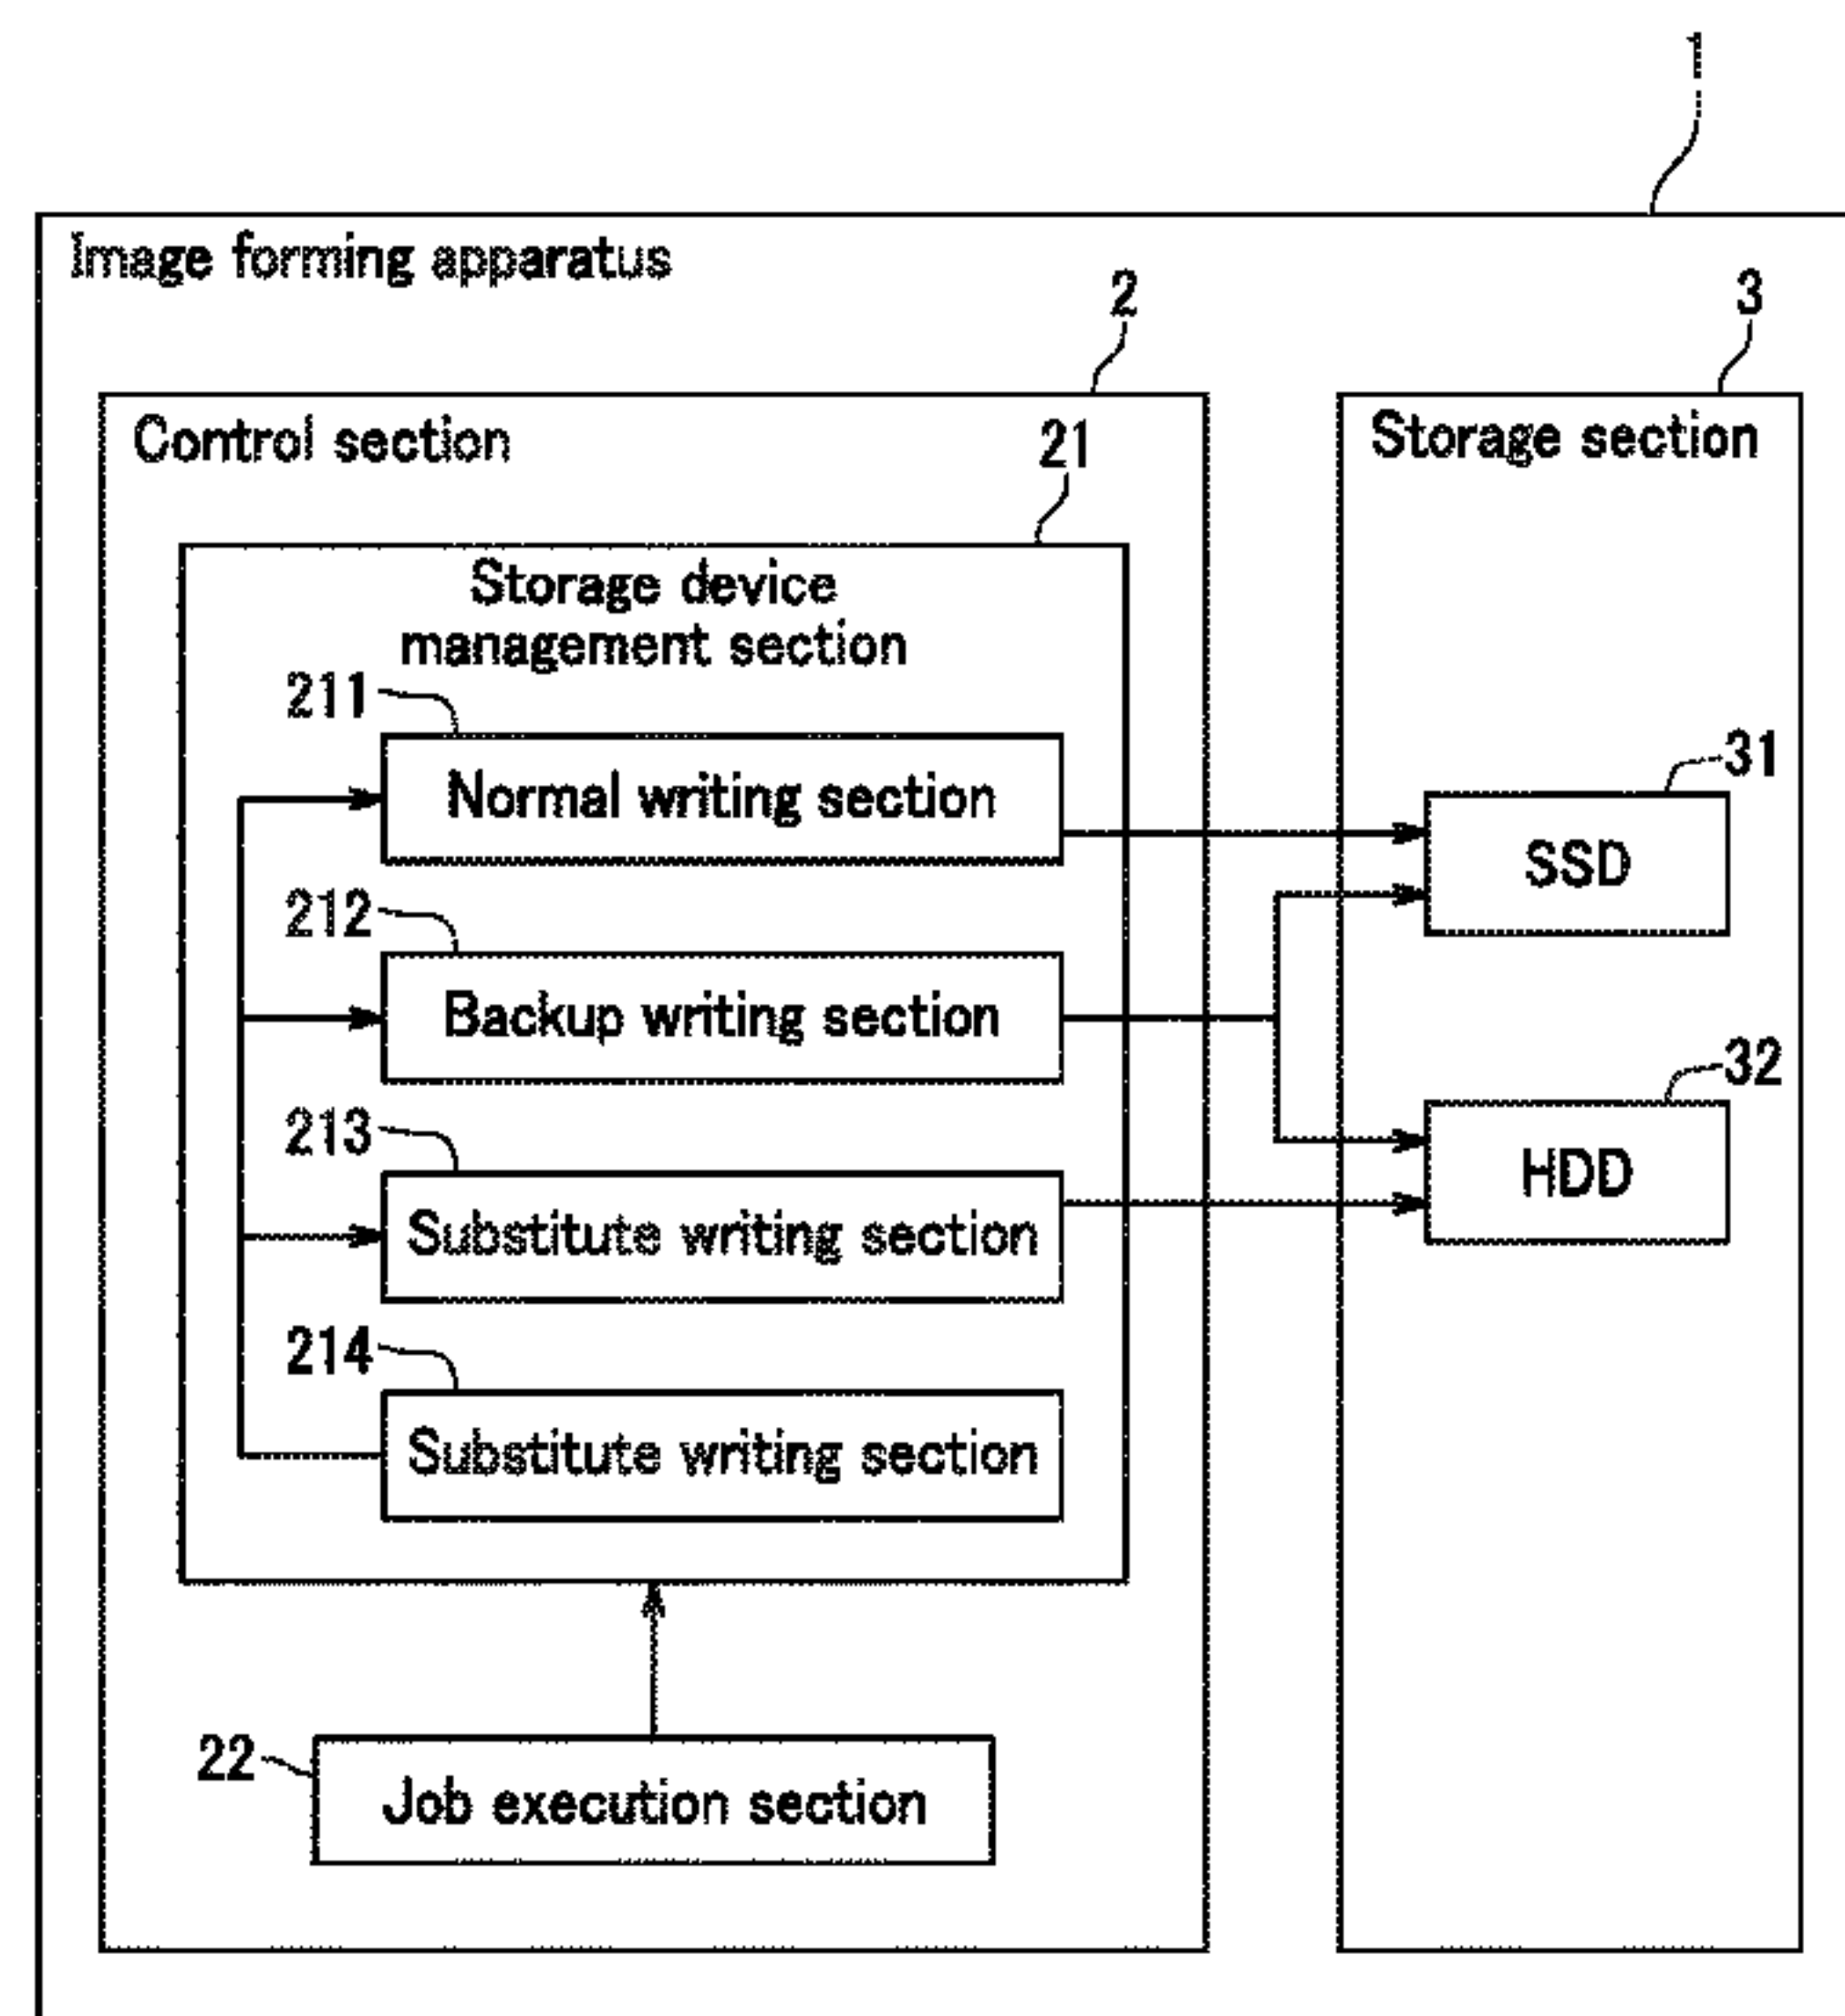 1
Image forming apparatus
2
3
Control section
Storage section
21
Storage device
management section
211
Normal writing section
31
SSD
212
Backup writing section
32
HDD
213
Substitute writing section
214
Substitute writing section
22
Job execution section